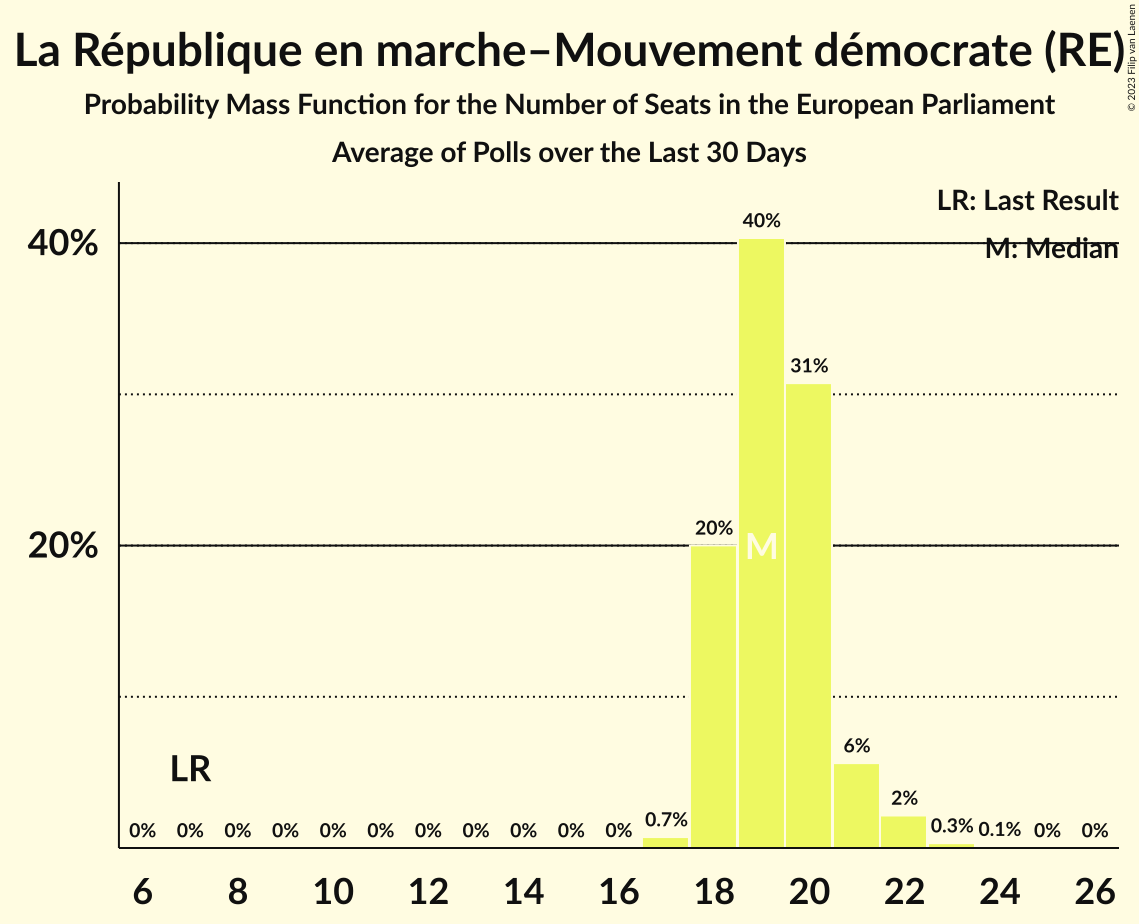 La République en marche–Mouvement démocrate (RE)
Probability Mass Function for the Number of Seats in the European Parliament
Average of Polls over the Last 30 Days
© 2023 Filip van Laenen
LR: Last Result
M: Median
40%
20%
40%
31%
20%
M
6%
2%
LR
0% 0% 0% 0% 0% 0% 0% 0% 0% 0% 0% 0.7% 0.3% 0.1% 0% 0%
6 8 10 12 14 16 18 20 22 24 26